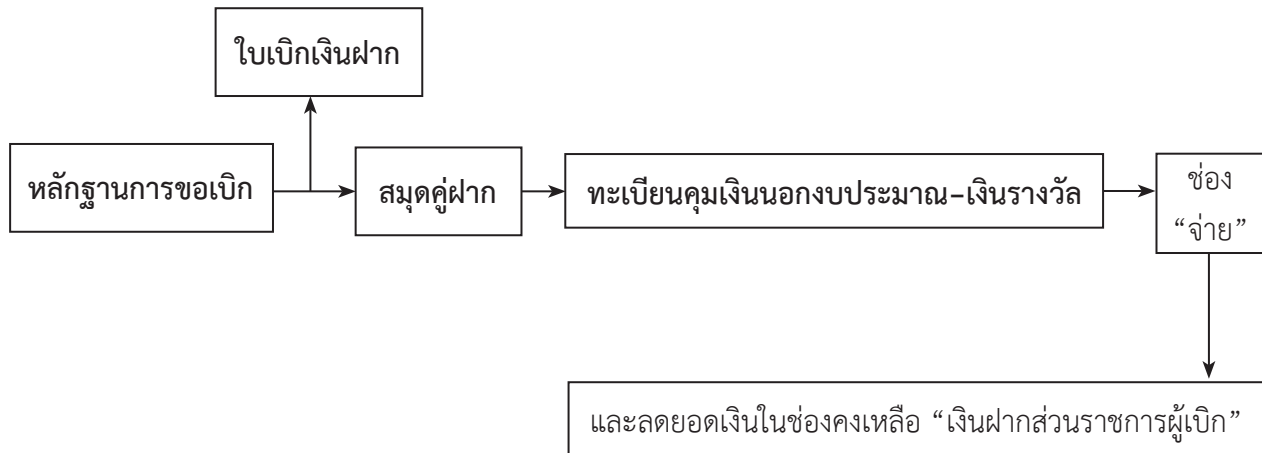 ใบเบิกเงินฝาก
หลักฐานการขอเบิก
สมุดคู่ฝาก
ทะเบียนคุมเงินนอกงบประมาณ–เงินรางวัล
ช่อง
“จ่าย”
และลดยอดเงินในช่องคงเหลือ “เงินฝากส่วนราชการผู้เบิก”